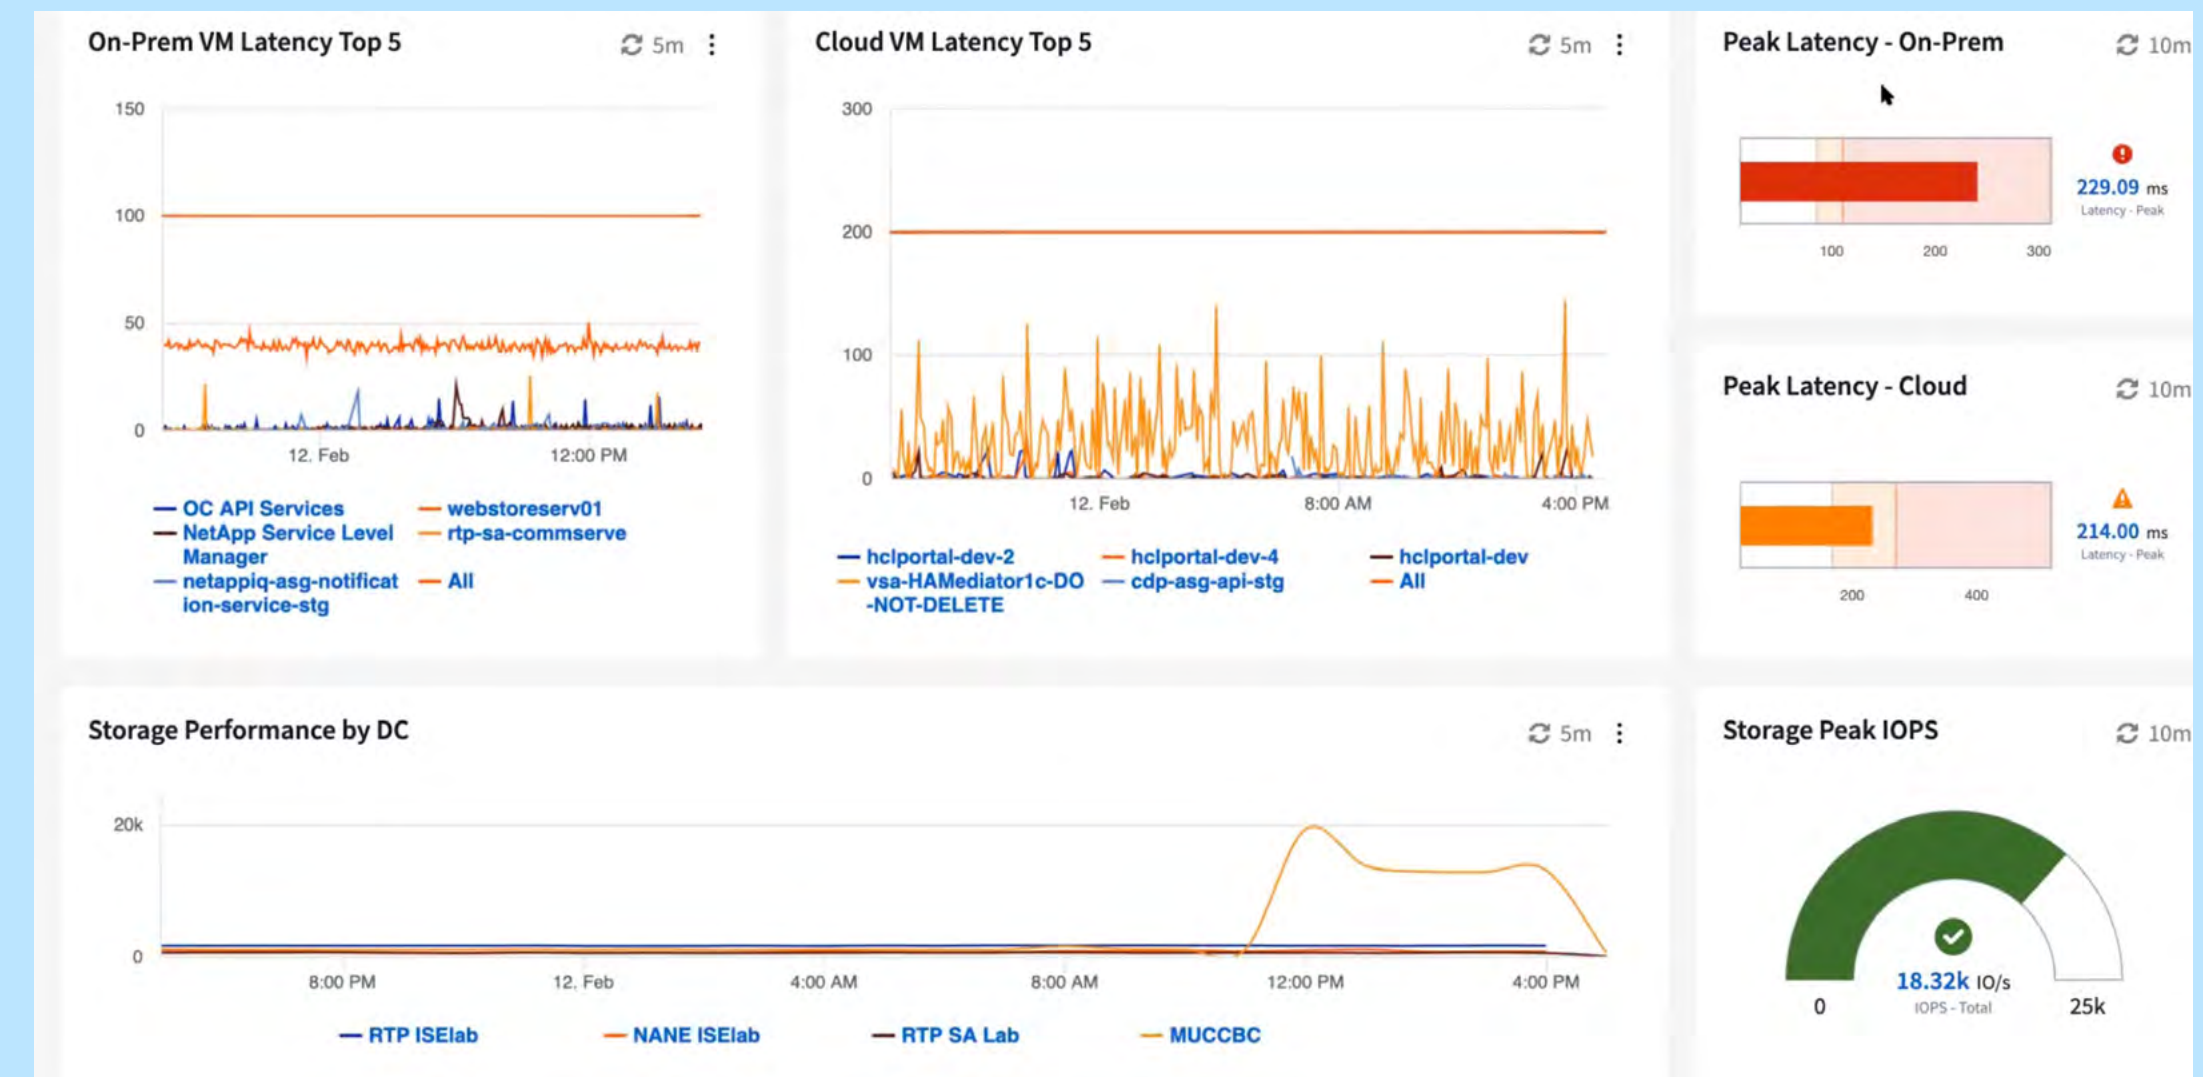 On-Prem VM Latency Top 5
5m
150
100
50
0
12. Feb
12:00 PM
OC API Services
webstoreserv01
NetApp Service Level
Manager
rtp-sa-commserve
netappiq-asg-notificat
ion-service-stg
All
Cloud VM Latency Top 5
5m
300
200
100
0
12. Feb
8:00 AM
4:00 PM
hclportal-dev-2
hclportal-dev-4
hclportal-dev
vsa-HAMediator1c-DO
-NOT-DELETE
cdp-asg-api-stg
All
Peak Latency - On-Prem
10m
229.09 ms
Latency - Peak
100
200
300
Peak Latency - Cloud
10m
214.00 ms
Latency - Peak
200
400
Storage Performance by DC
5m
20k
0
8:00 PM
12. Feb
4:00 AM
8:00 AM
12:00 PM
4:00 PM
RTP ISElab
NANE ISElab
RTP SA Lab
MUCCBC
Storage Peak IOPS
10m
18.32k IO/s
IOPS - Total
0
25k